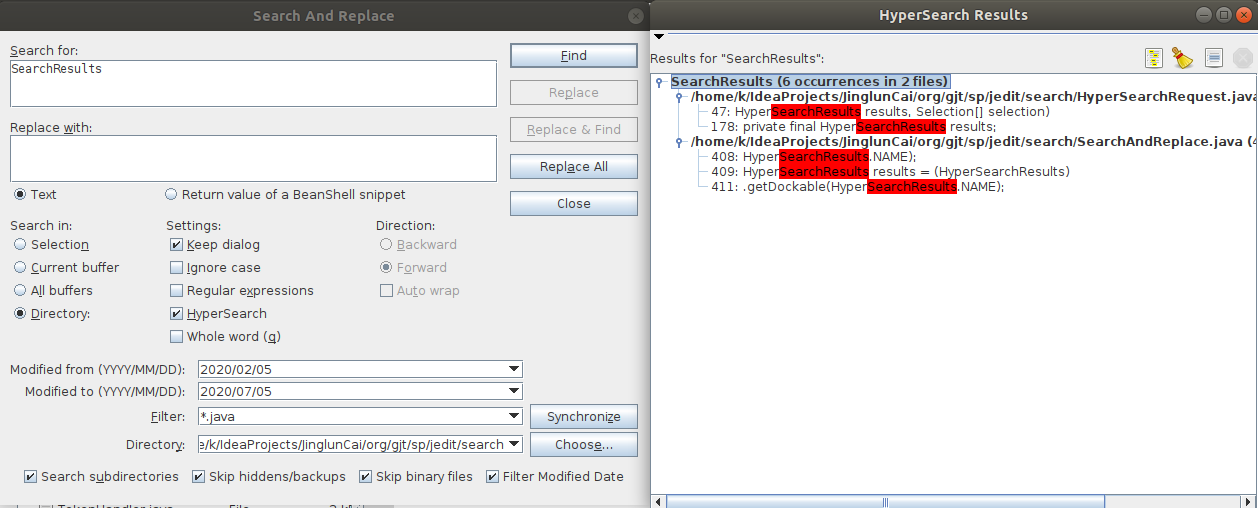 Search And Replace
Search for:
SearchResults
Find
Replace
Replace with:
Replace & Find
Replace All
Text
Return value of a BeanShell snippet
Close
Search in:
Settings:
Direction:
Selection
Keep dialog
Backward
Current buffer
Ignore case
Forward
All buffers
Regular expressions
Auto wrap
Directory:
HyperSearch
Whole word (q)
Modified from (YYYY/MM/DD):
2020/02/05
Modified to (YYYY/MM/DD):
2020/07/05
Filter:
*.java
Synchronize
Directory:
e/k/IdeaProjects/JinglunCai/org/gjt/sp/jedit/search
Choose...
Search subdirectories
Skip hiddens/backups
Skip binary files
Filter Modified Date
HyperSearch Results
Results for "SearchResults":
SearchResults (6 occurrences in 2 files)
/home/k/IdeaProjects/JinglunCai/org/gjt/sp/jedit/search/HyperSearchRequest.java
47: HyperSearchResults results, Selection[] selection)
178: private final HyperSearchResults results;
/home/k/IdeaProjects/JinglunCai/org/gjt/sp/jedit/search/SearchAndReplace.java (4
408: HyperSearchResults.NAME);
409: HyperSearchResults results = (HyperSearchResults)
411: .getDockable(HyperSearchResults.NAME);